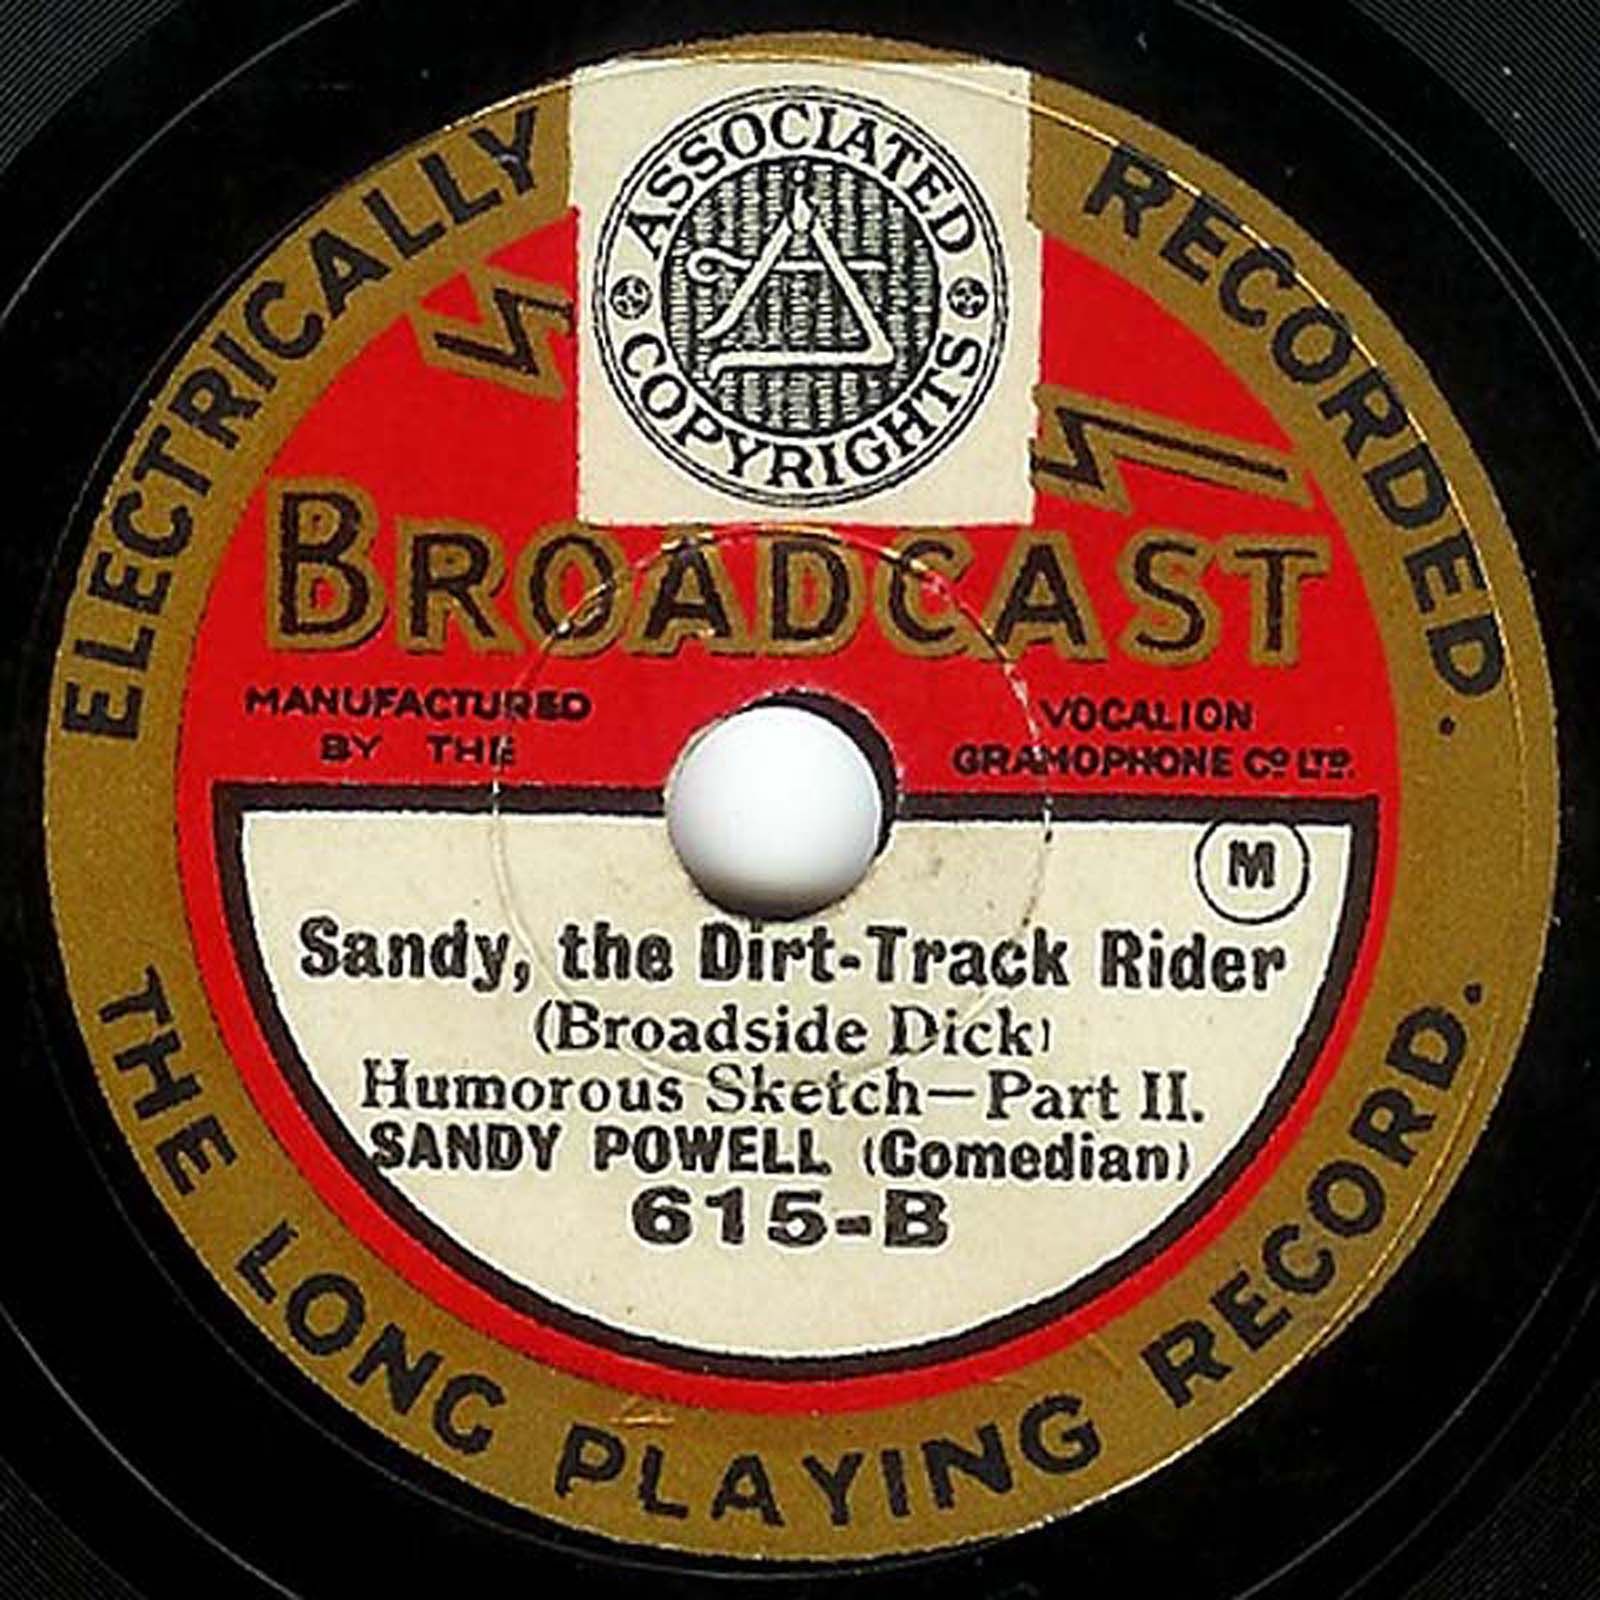 ELECTRICALLY RECORDED.
ASSOCIATED
COPYRIGHTS
BROADCAST
MANUFACTURED
BY THE
VOCALION
GRAMOPHONE CO LTD.
M
Sandy, the Dirt-Track Rider
(Broadside Dick)
Humorous Sketch—Part II.
SANDY POWELL (Comedian)
615-B
THE LONG PLAYING RECORD.